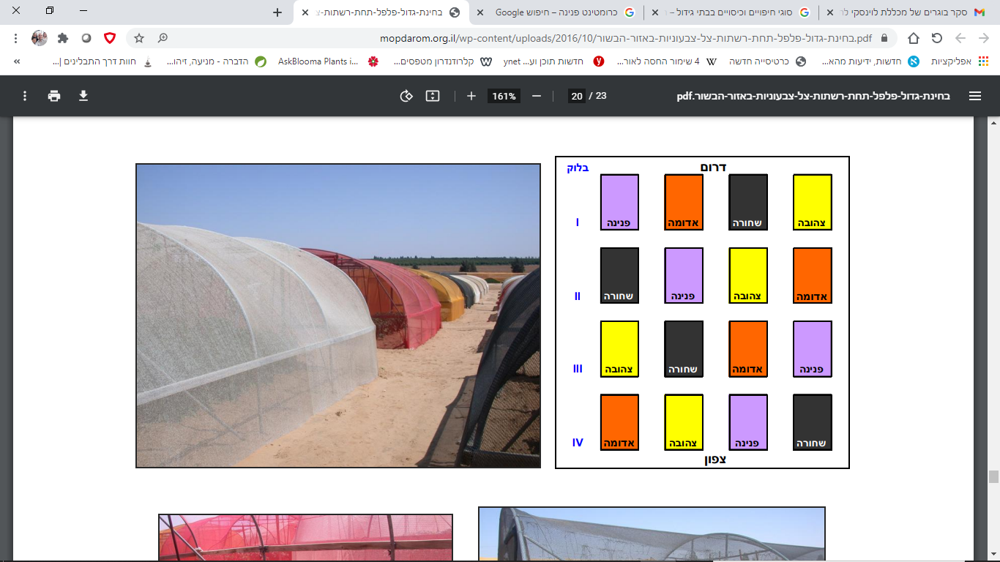 סקר בוגרים של מכללת לוינסקי לח
סוגי חיפויים וכיסויים בבתי גידול –
כרומטינט פנינה – חיפוש Google
בחינת-גדול-פלפל-תחת-רשתות-צ
mopdarom.org.il/wp-content/uploads/2016/10/בחינת-גדול-פלפל-תחת-רשתות-צל-צבעוניות-באזור-הבשור.pdf
אפליקציות
חדשות, ידיעות מהא...
כרטיסייה חדשה
4 שימור החסה לאור...
חדשות תוכן וע... ynet
קלרודנדרון מטפסים...
AskBlooma Plants i...
הדברה - מניעה, זיהו...
חוות דרך התבלינים |...
בחינת-גדול-פלפל-תחת-רשתות-צל-צבעוניות-באזור-הבשור.pdf
20 / 23
161%
בלוק
דרום
I פנינה אדומה שחורה צהובה
II שחורה פנינה צהובה אדומה
III צהובה שחורה אדומה פנינה
IV אדומה צהובה פנינה שחורה
צפון